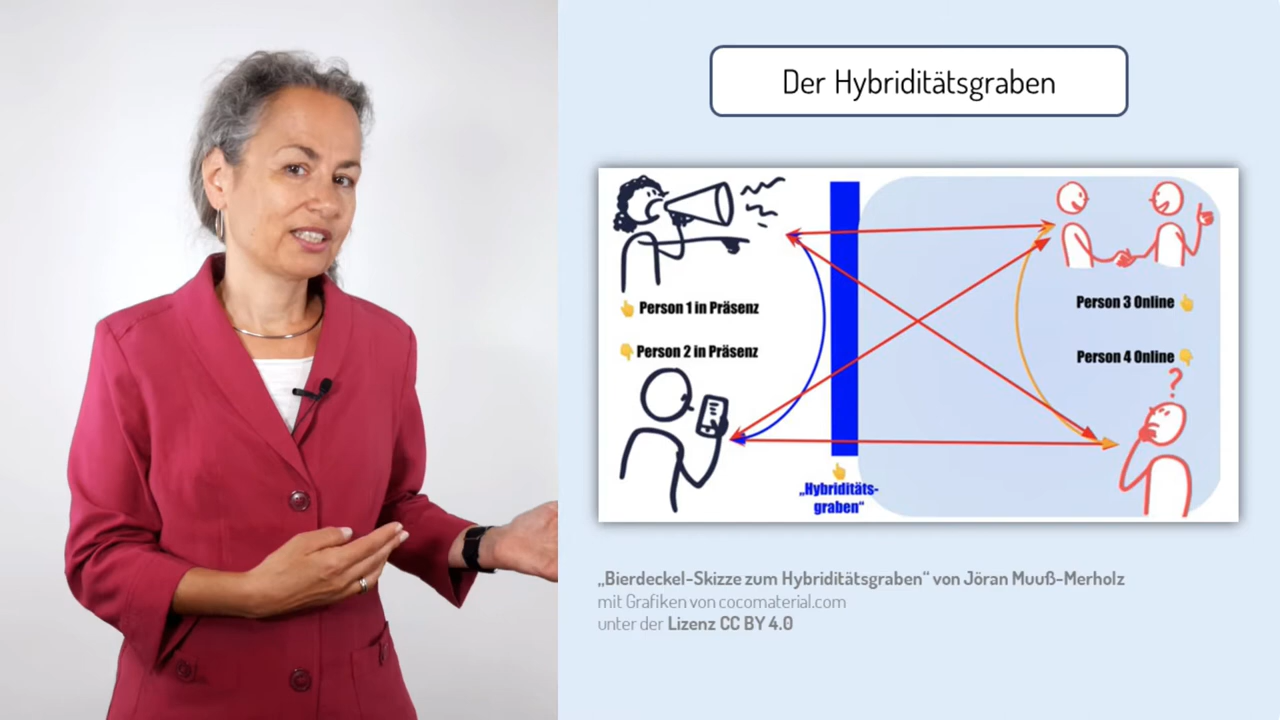 Der Hybriditätsgraben
Person 1 in Präsenz
Person 2 in Präsenz
Person 3 Online
Person 4 Online
?
„Hybriditäts-
graben“
„Bierdeckel-Skizze zum Hybriditätsgraben“ von Jöran Muuß-Merholz
mit Grafiken von cocomaterial.com
unter der Lizenz CC BY 4.0